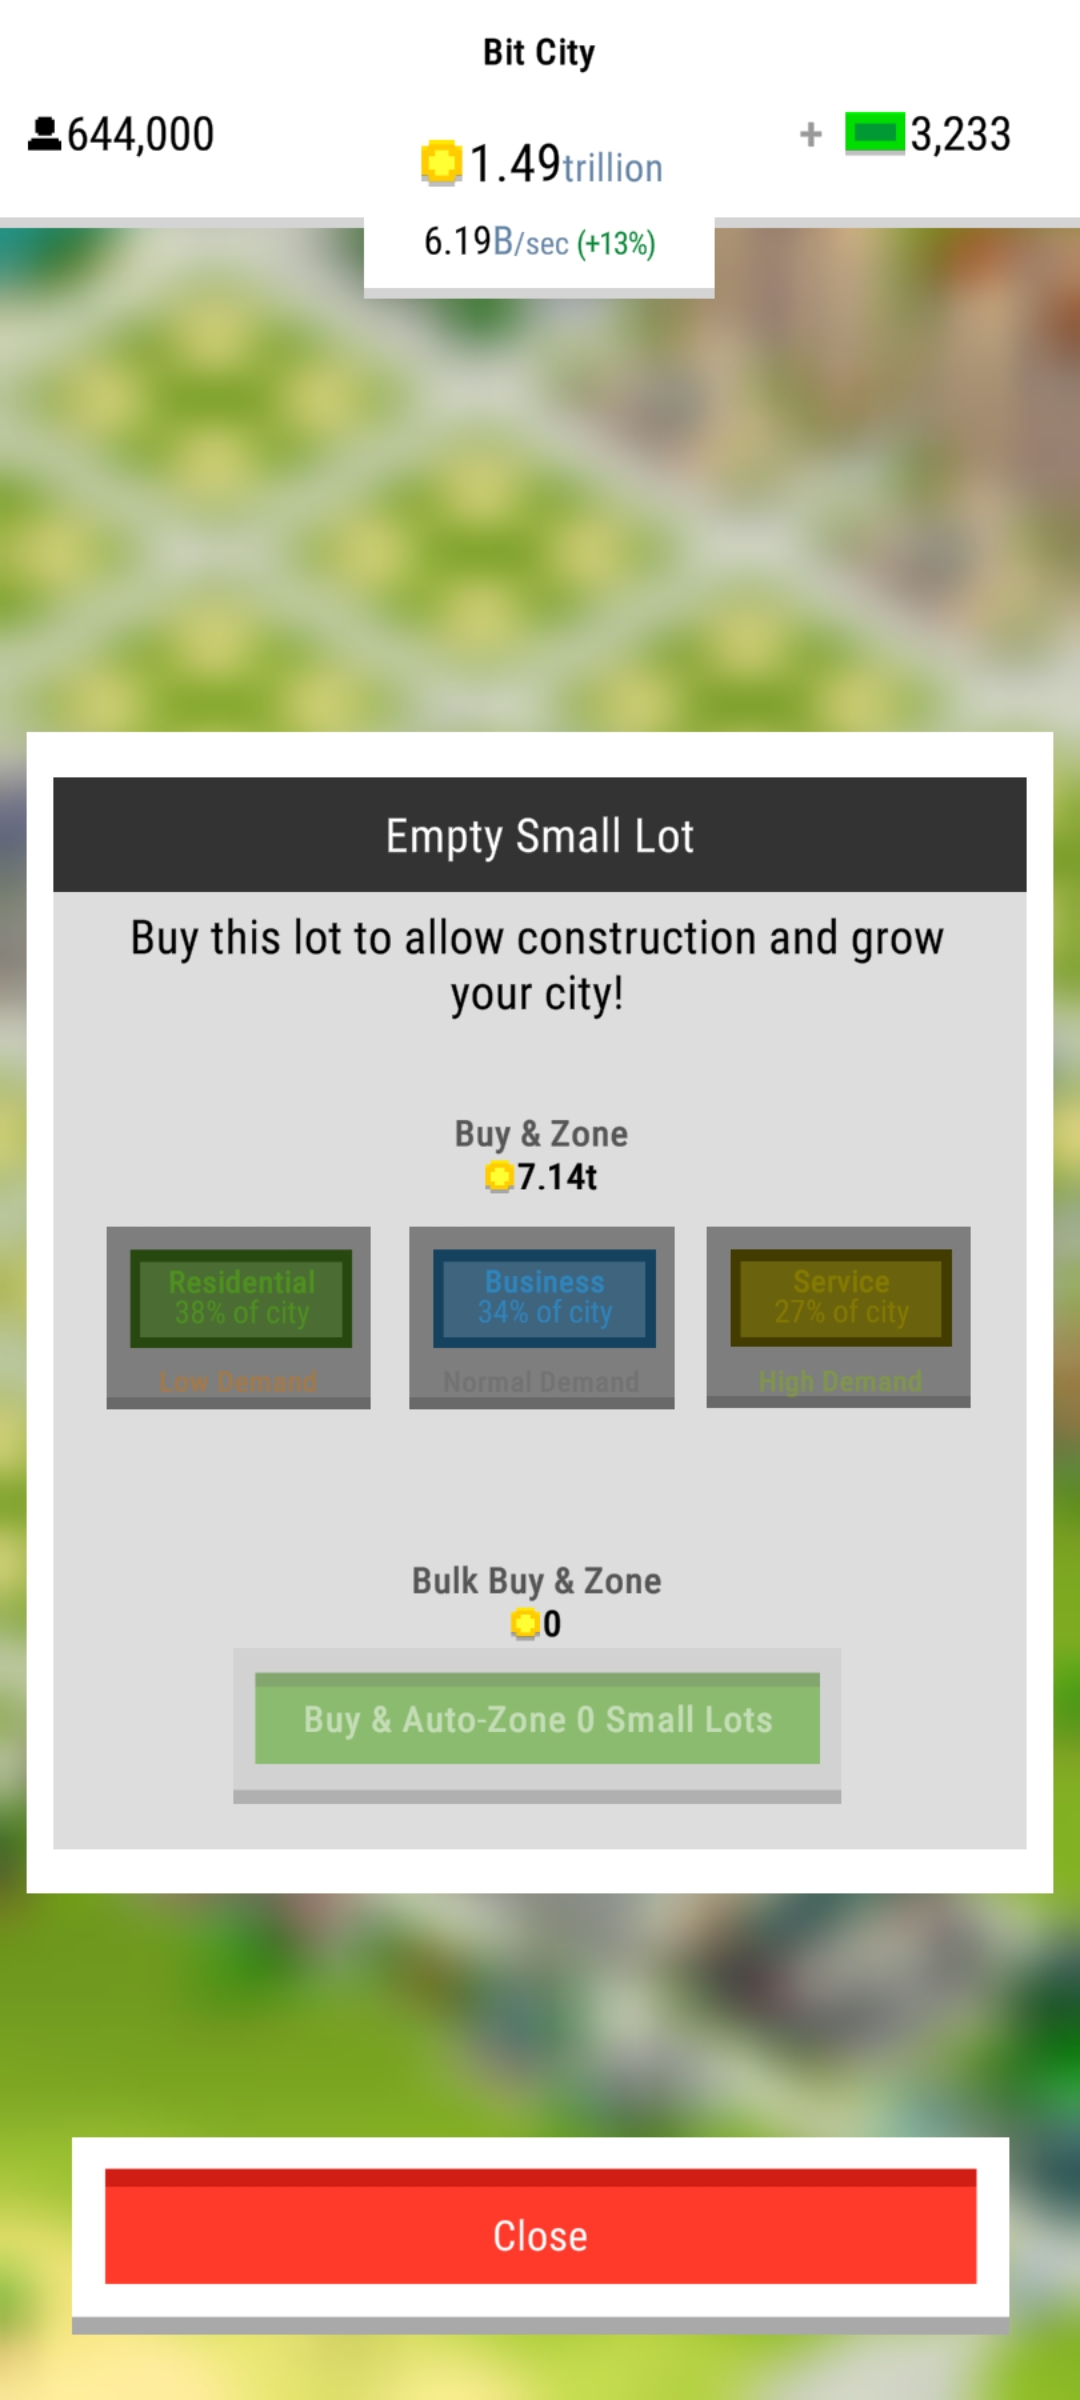 Bit City
644,000
1.49trillion
+ 3,233
6.19B/sec (+13%)
Empty Small Lot
Buy this lot to allow construction and grow
your city!
Buy & Zone
7.14t
Residential
38% of city
Low Demand
Business
34% of city
Normal Demand
Service
27% of city
High Demand
Bulk Buy & Zone
0
Buy & Auto-Zone 0 Small Lots
Close